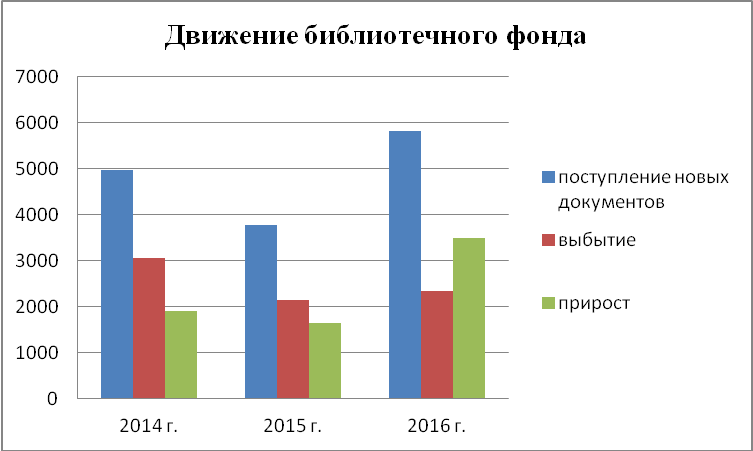 Движение библиотечного фонда
7000
6000
5000
4000
3000
2000
1000
0
2014 г.
2015 г.
2016 г.
поступление новых
документов
выбытие
прирост